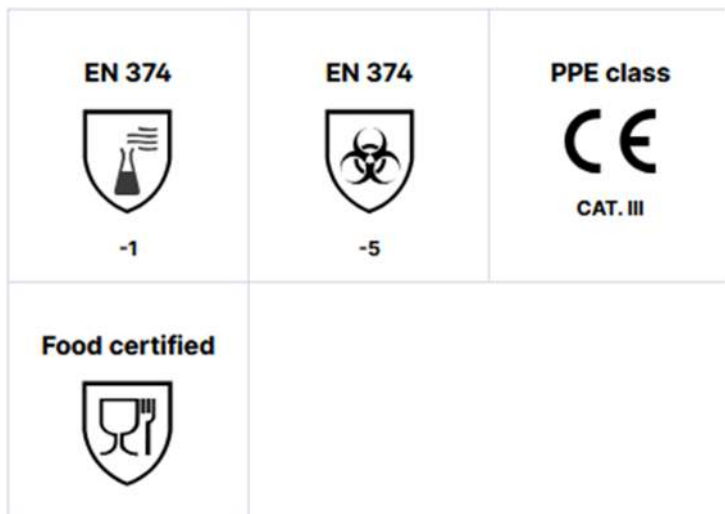 EN 374
-1
EN 374
-5
PPE class
CE
CAT. III
Food certified